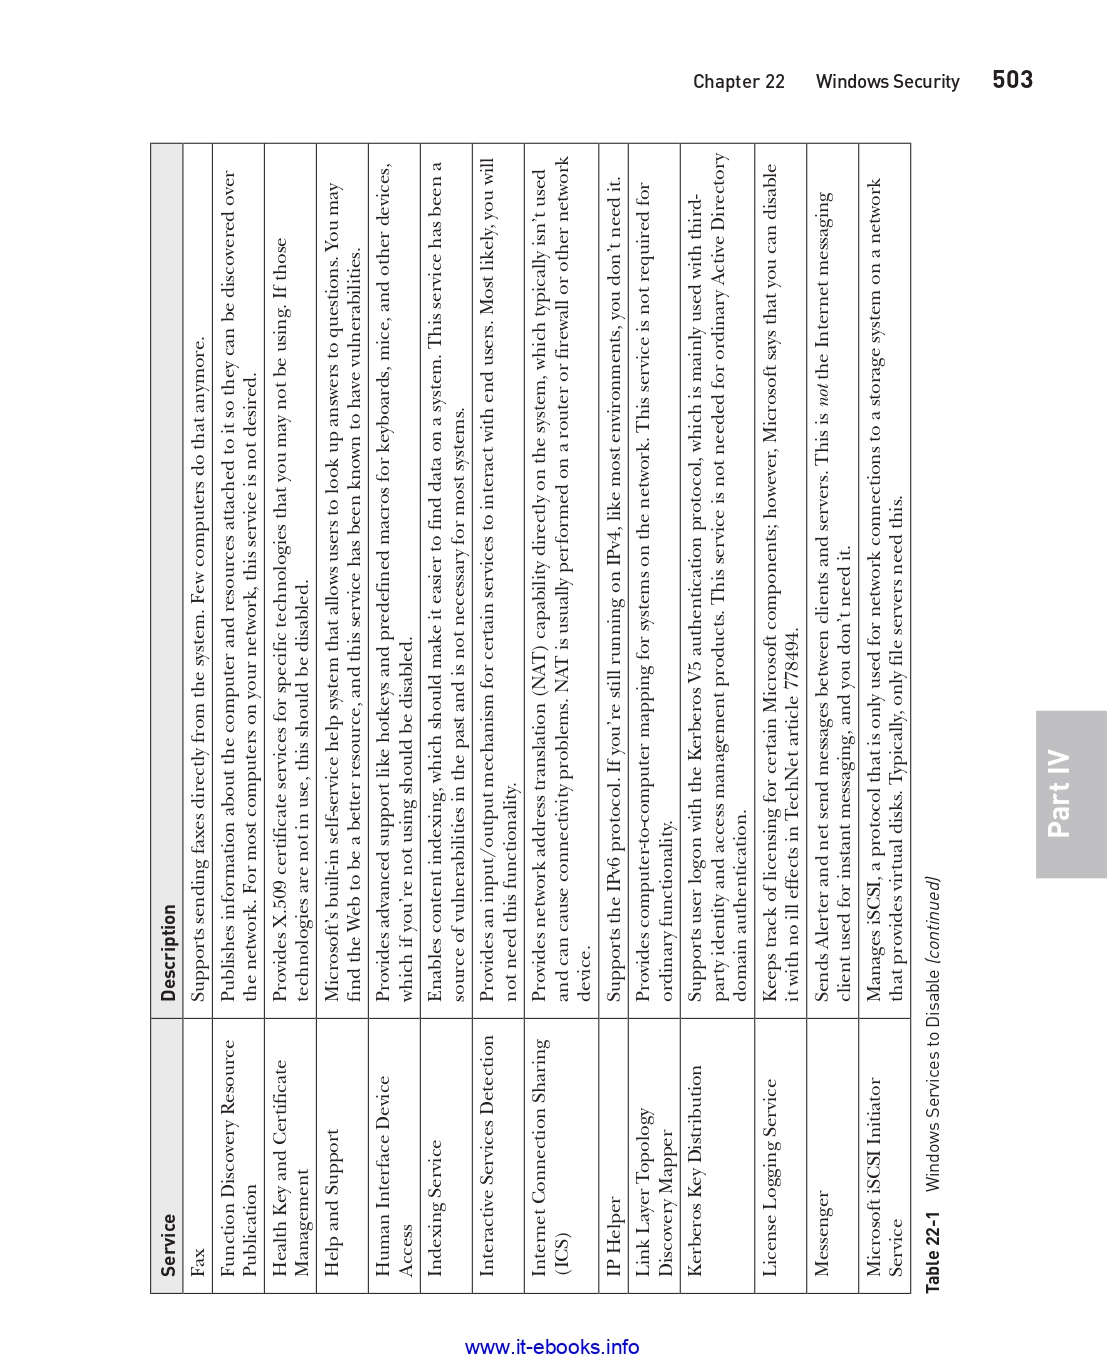 Chapter 22 Windows Security 503
Service Description
Fax Supports sending faxes directly from the system. Few computers do that anymore.
Function Discovery Resource Publishes information about the computer and resources attached to it so they can be discovered over
Publication the network. For most computers on your network, this service is not desired.
Health Key and Certificate Provides X.509 certificate services for specific technologies that you may not be using. If those
Management technologies are not in use, this should be disabled.
Help and Support Microsoft's built-in self-service help system that allows users to look up answers to questions. You may
find the Web to be a better resource, and this service has been known to have vulnerabilities.
Human Interface Device Provides advanced support like hotkeys and predefined macros for keyboards, mice, and other devices,
Access which if you're not using should be disabled.
Indexing Service Enables content indexing, which should make it easier to find data on a system. This service has been a
source of vulnerabilities in the past and is not necessary for most systems.
Interactive Services Detection Provides an input/output mechanism for certain services to interact with end users. Most likely, you will
not need this functionality.
Internet Connection Sharing Provides network address translation (NAT) capability directly on the system, which typically isn't used
(ICS) and can cause connectivity problems. NAT is usually performed on a router or firewall or other network
device.
IP Helper Supports the IPv6 protocol. If you're still running on IPv4, like most environments, you don't need it.
Link Layer Topology Provides computer-to-computer mapping for systems on the network. This service is not required for
Discovery Mapper ordinary functionality.
Kerberos Key Distribution Supports user logon with the Kerberos V5 authentication protocol, which is mainly used with third-
party identity and access management products. This service is not needed for ordinary Active Directory
domain authentication.
License Logging Service Keeps track of licensing for certain Microsoft components; however, Microsoft says that you can disable
it with no ill effects in TechNet article 778494.
Messenger Sends Alerter and net send messages between clients and servers. This is not the Internet messaging
client used for instant messaging, and you don't need it.
Microsoft iSCSI Initiator Manages iSCSI, a protocol that is only used for network connections to a storage system on a network
Service that provides virtual disks. Typically, only file servers need this.
Table 22-1 Windows Services to Disable (continued)
Part IV
www.it-ebooks.info